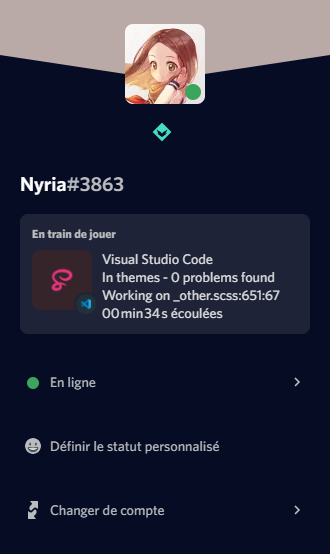 Nyria#3863
En train de jouer
Visual Studio Code
In themes - 0 problems found
Working on _other.scss:651:67
00 min 34 s écoulées
En ligne
Définir le statut personnalisé
Changer de compte